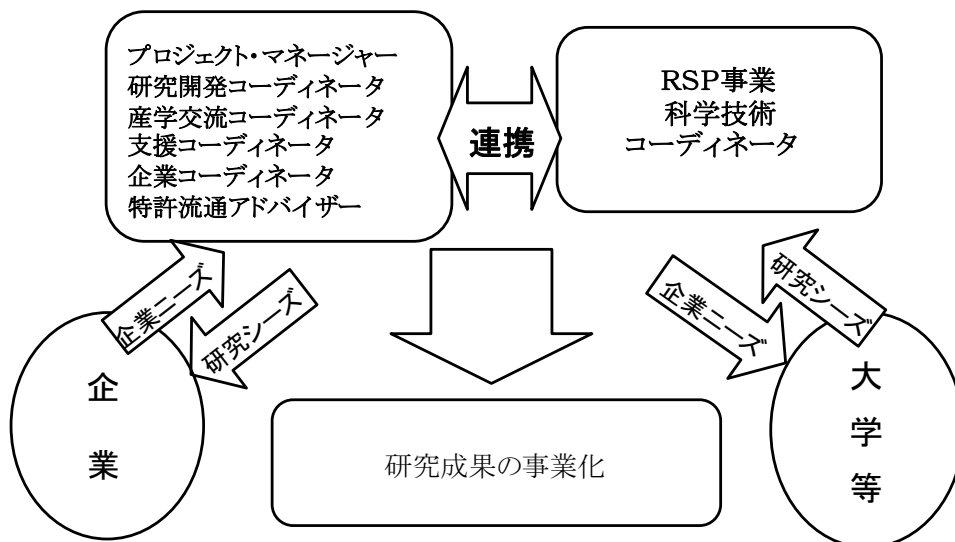 プロジェクト・マネージャー
研究開発コーディネータ
産学交流コーディネータ
支援コーディネータ
企業コーディネータ
特許流通アドバイザー
連携
RSP事業
科学技術
コーディネータ
企業ニーズ
研究シーズ
企業ニーズ
研究シーズ
企業
大学等
研究成果の事業化